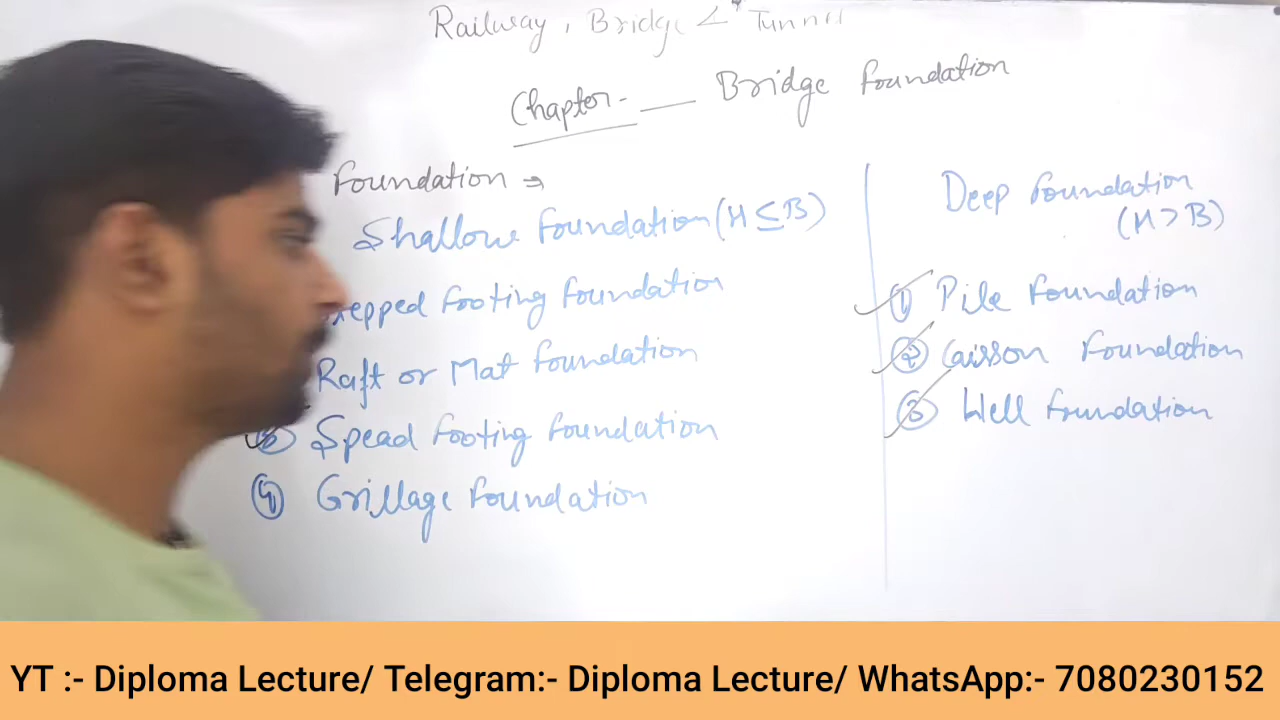 Railway, Bridge & Tunnel
Chapter- ___ Bridge Foundation
Foundation →
Shallow Foundation (H ≤ B)
Footing Foundation
Raft or Mat Foundation
Spead Footing Foundation
④ Grillage Foundation
Deep Foundation
(H > B)
① Pile Foundation
② Caisson Foundation
③ Well Foundation
YT :- Diploma Lecture/ Telegram:- Diploma Lecture/ WhatsApp:- 7080230152